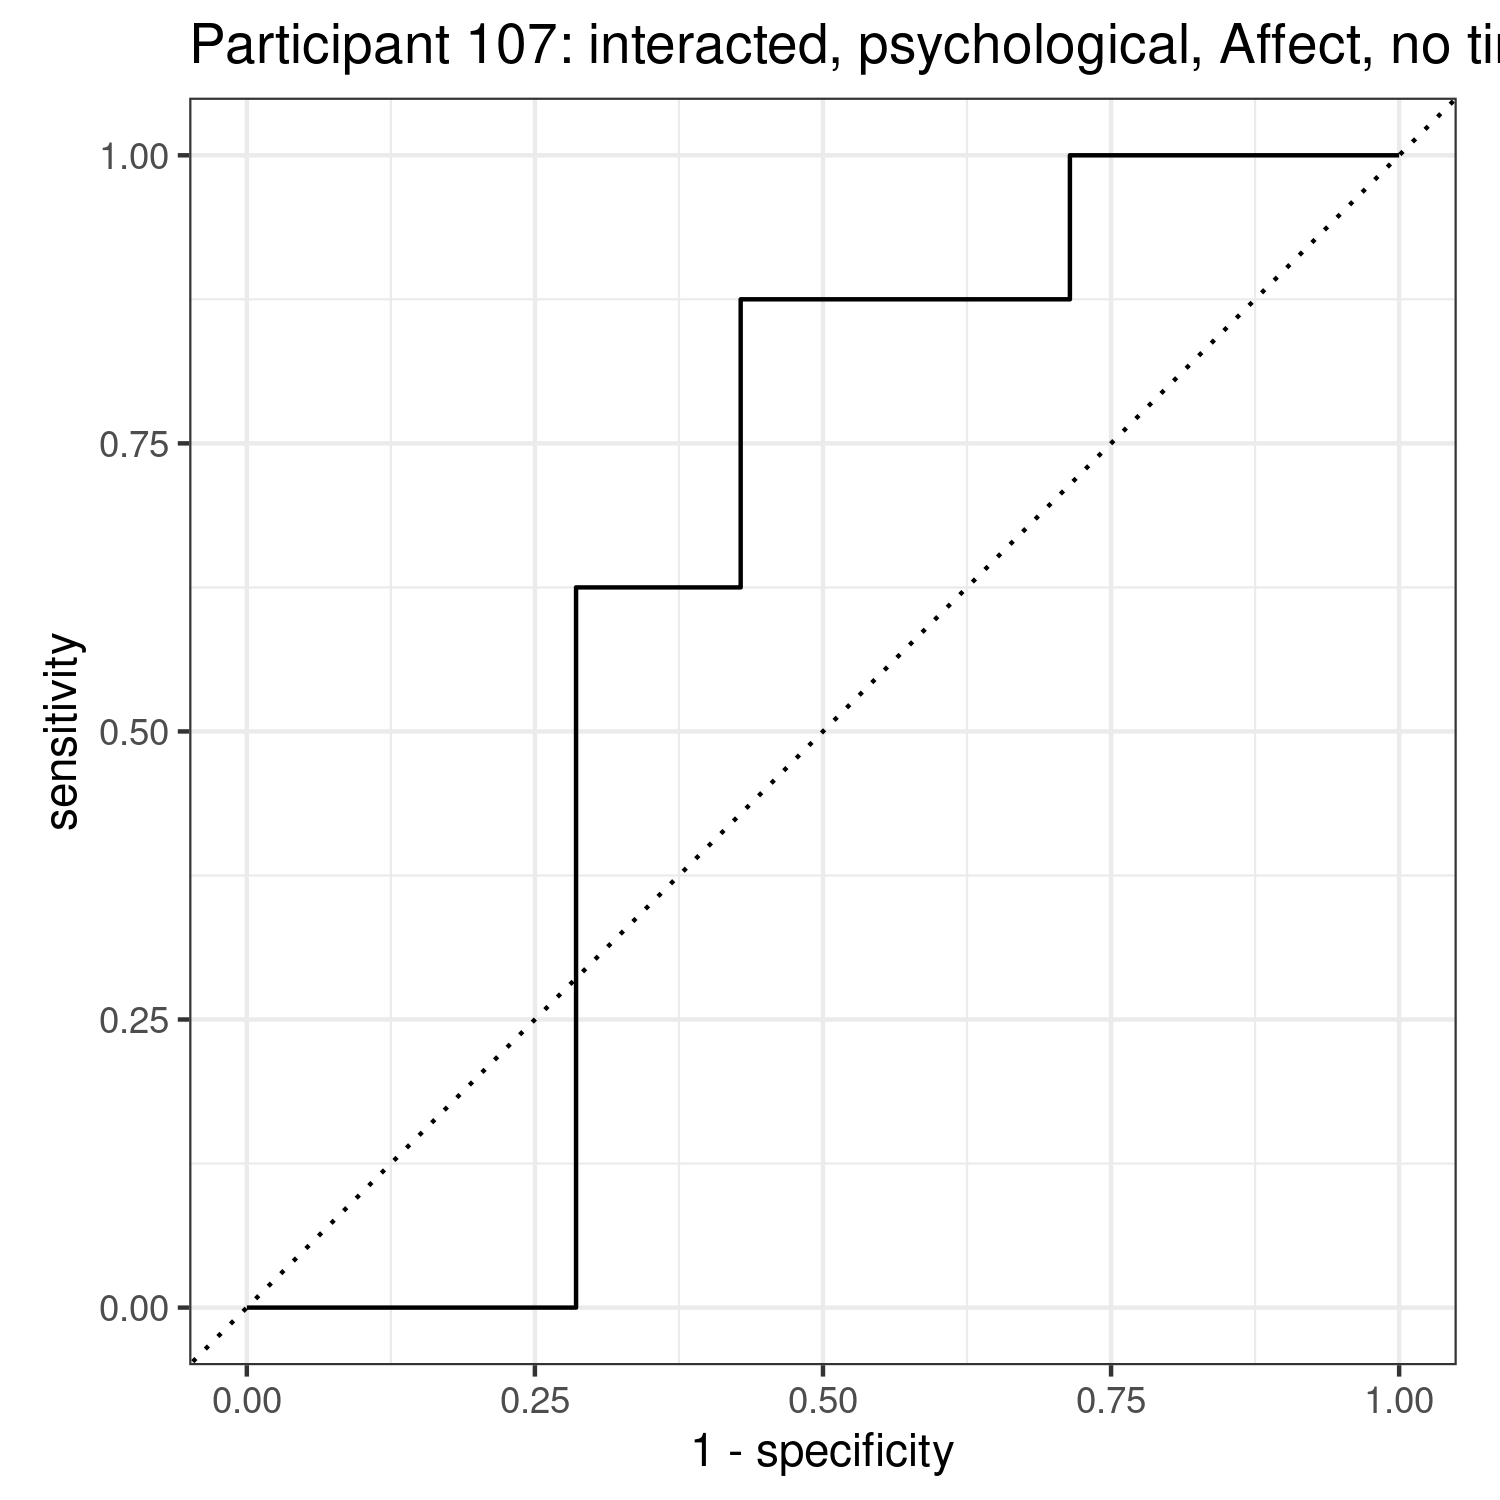 Participant 107: interacted, psychological, Affect, no
1.00
0.75
0.50
0.25
0.00
sensitivity
0.00 0.25 0.50 0.75 1.00
1 - specificity